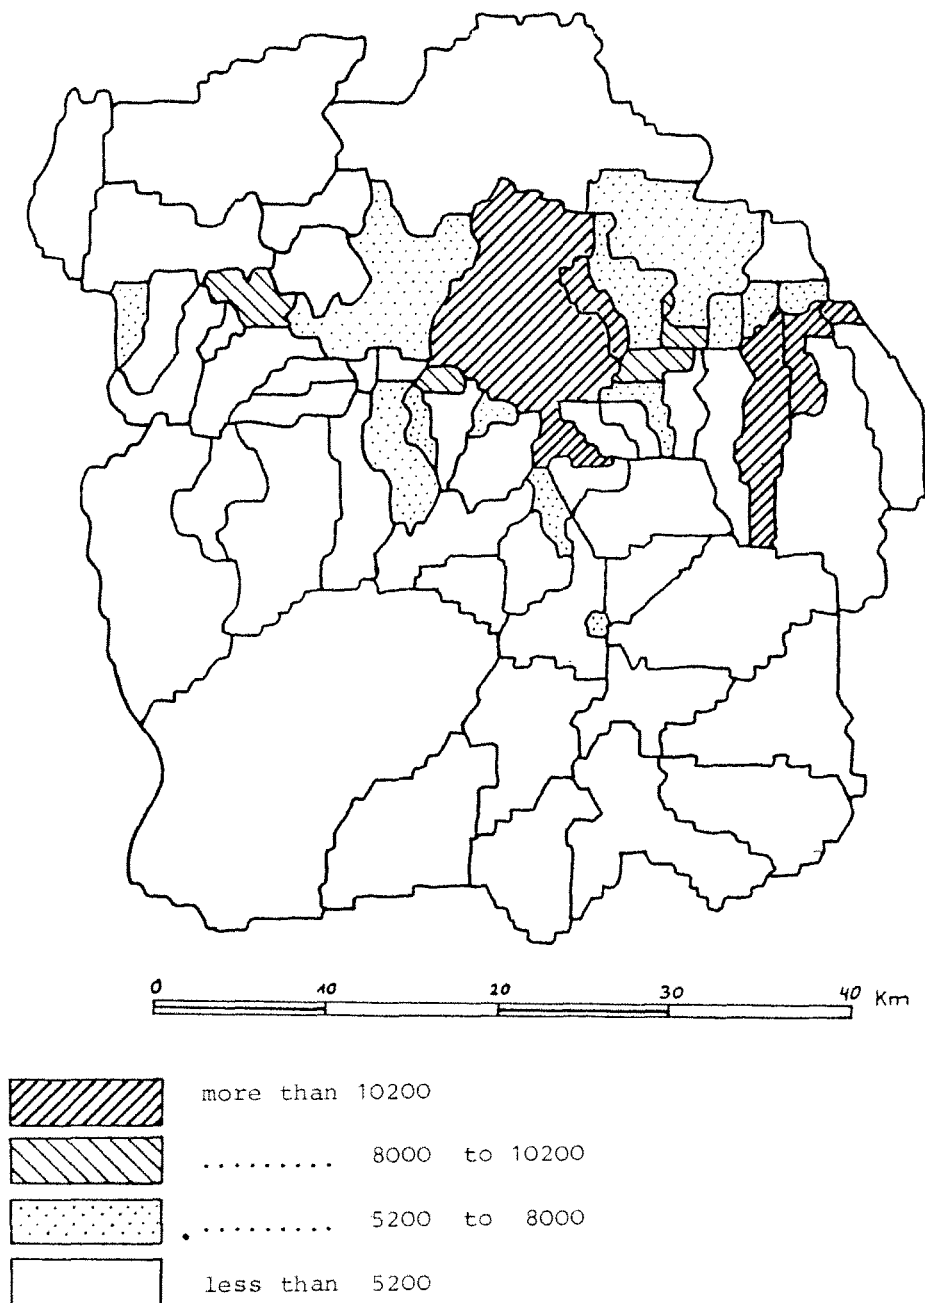 0 10 20 30 40 Km
more than 10200
......... 8000 to 10200
. ......... 5200 to 8000
less than 5200